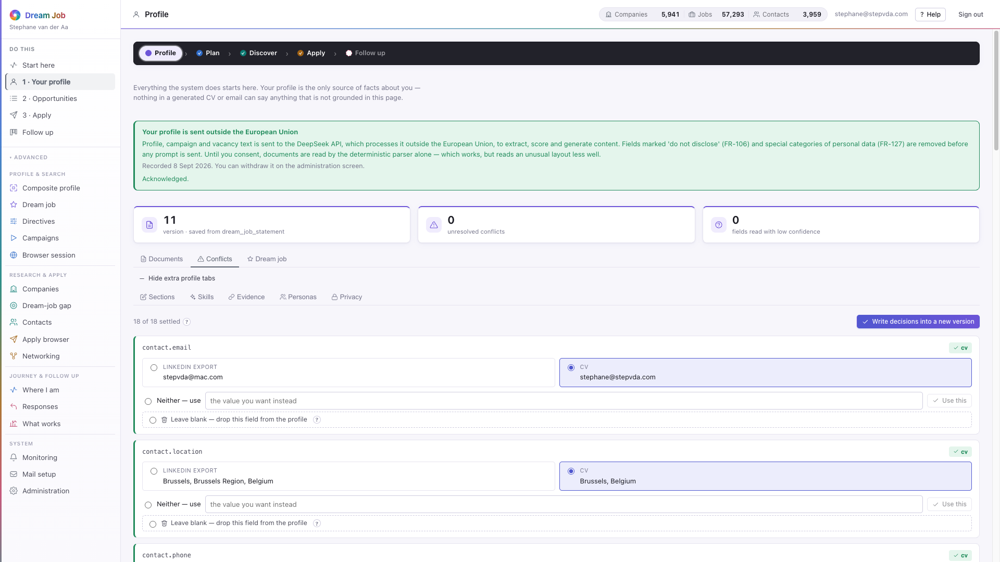 Dream Job
Stephane van der Aa
DO THIS
Start here
1 · Your profile
2 · Opportunities
3 · Apply
Follow up
ADVANCED
PROFILE & SEARCH
Composite profile
Dream job
Directives
Campaigns
Browser session
RESEARCH & APPLY
Companies
Dream-job gap
Contacts
Apply browser
Networking
JOURNEY & FOLLOW UP
Where I am
Responses
What works
SYSTEM
Monitoring
Mail setup
Administration
Profile
Companies 5,941 Jobs 57,293 Contacts 3,959
stephane@stepvda.com
? Help
Sign out
Profile › Plan › Discover › Apply › Follow up
Everything the system does starts here. Your profile is the only source of facts about you —
nothing in a generated CV or email can say anything that is not grounded in this page.
Your profile is sent outside the European Union
Profile, campaign and vacancy text is sent to the DeepSeek API, which processes it outside the European Union, to extract, score and generate content. Fields marked 'do not disclose' (FR-106) and special categories of personal data (FR-127) are removed before
any prompt is sent. Until you consent, documents are read by the deterministic parser alone — which works, but reads an unusual layout less well.
Recorded 8 Sept 2026. You can withdraw it on the administration screen.
Acknowledged.
11
version · saved from dream_job_statement
0
unresolved conflicts
0
fields read with low confidence
Documents Conflicts Dream job
— Hide extra profile tabs
Sections Skills Evidence Personas Privacy
18 of 18 settled ?
Write decisions into a new version
contact.email
cv
LINKEDIN EXPORT
stepvda@mac.com
CV
stephane@stepvda.com
Neither — use the value you want instead Use this
Leave blank — drop this field from the profile ?
contact.location
cv
LINKEDIN EXPORT
Brussels, Brussels Region, Belgium
CV
Brussels, Belgium
Neither — use the value you want instead Use this
Leave blank — drop this field from the profile ?
contact.phone
cv